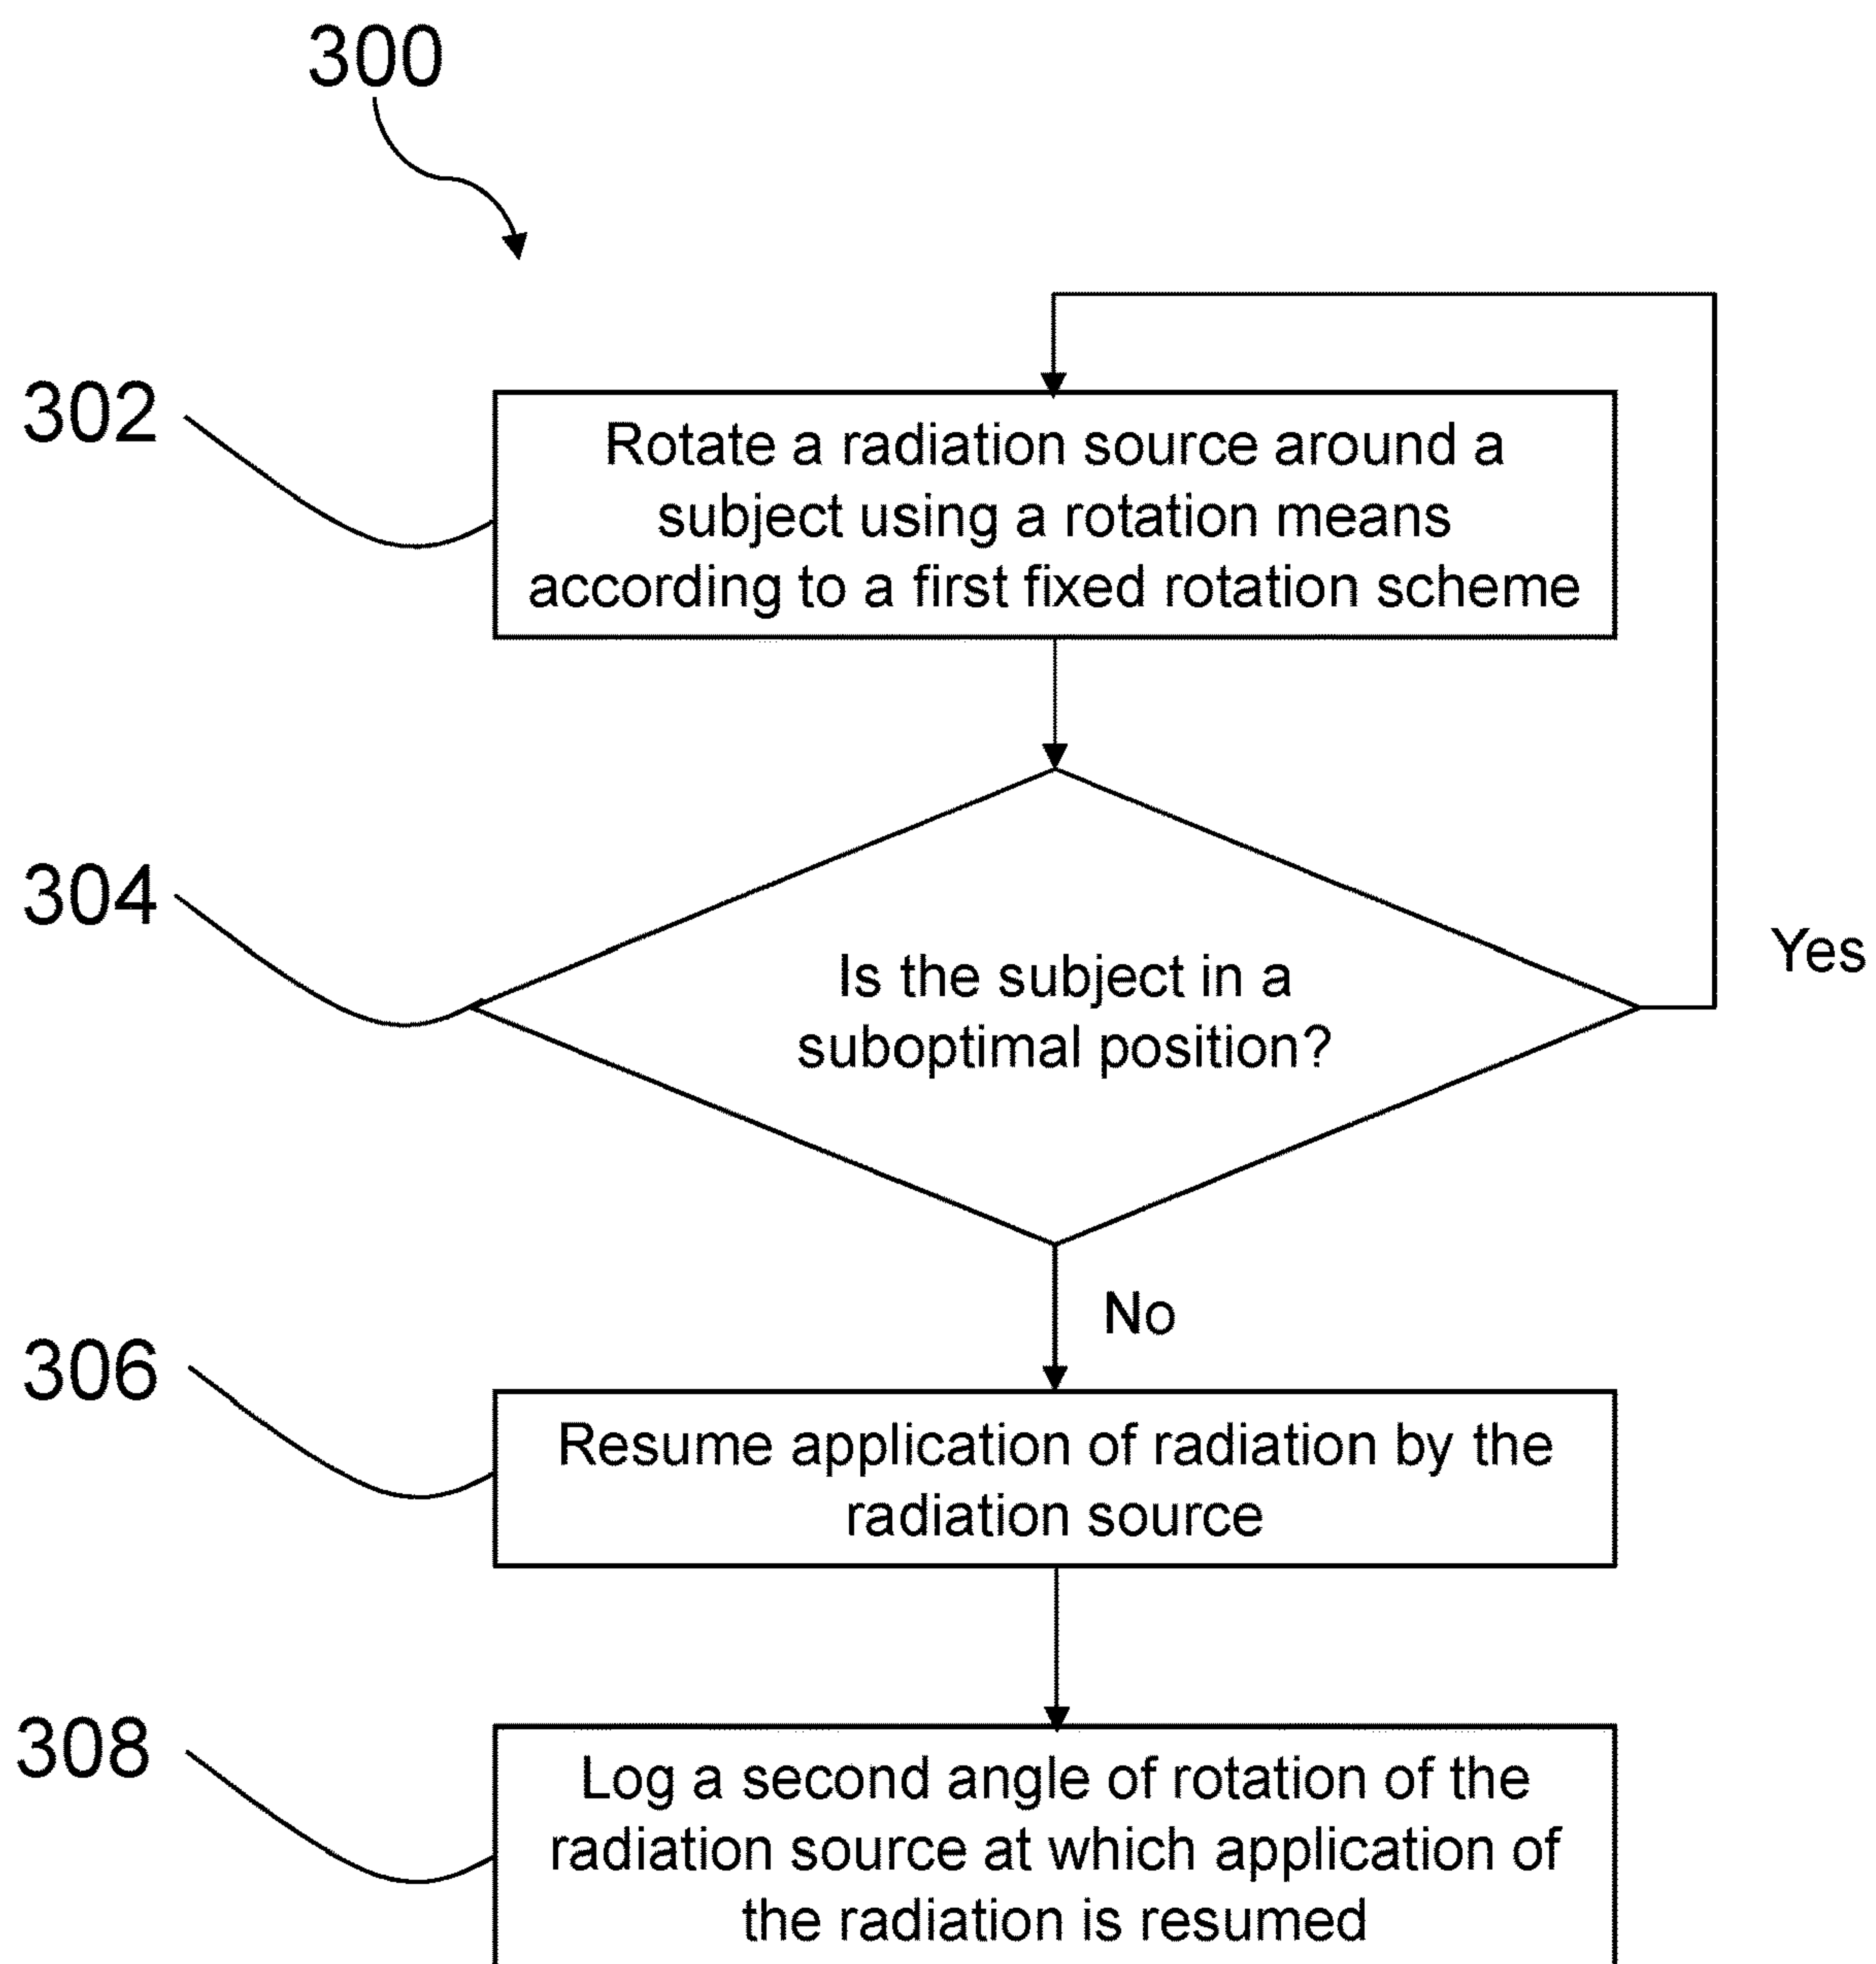 300
302
Rotate a radiation source around a
subject using a rotation means
according to a first fixed rotation scheme
304
Is the subject in a
suboptimal position?
Yes
No
306
Resume application of radiation by the
radiation source
308
Log a second angle of rotation of the
radiation source at which application of
the radiation is resumed